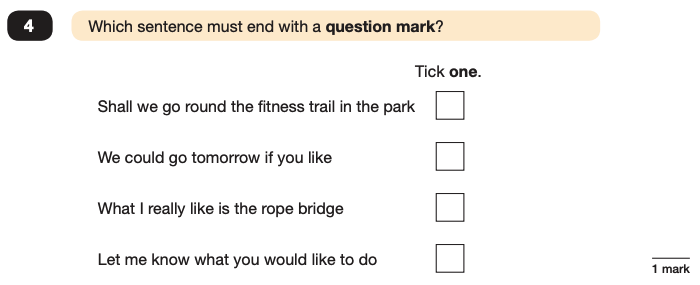 4 Which sentence must end with a question mark?
Tick one.
Shall we go round the fitness trail in the park
We could go tomorrow if you like
What I really like is the rope bridge
Let me know what you would like to do
1 mark